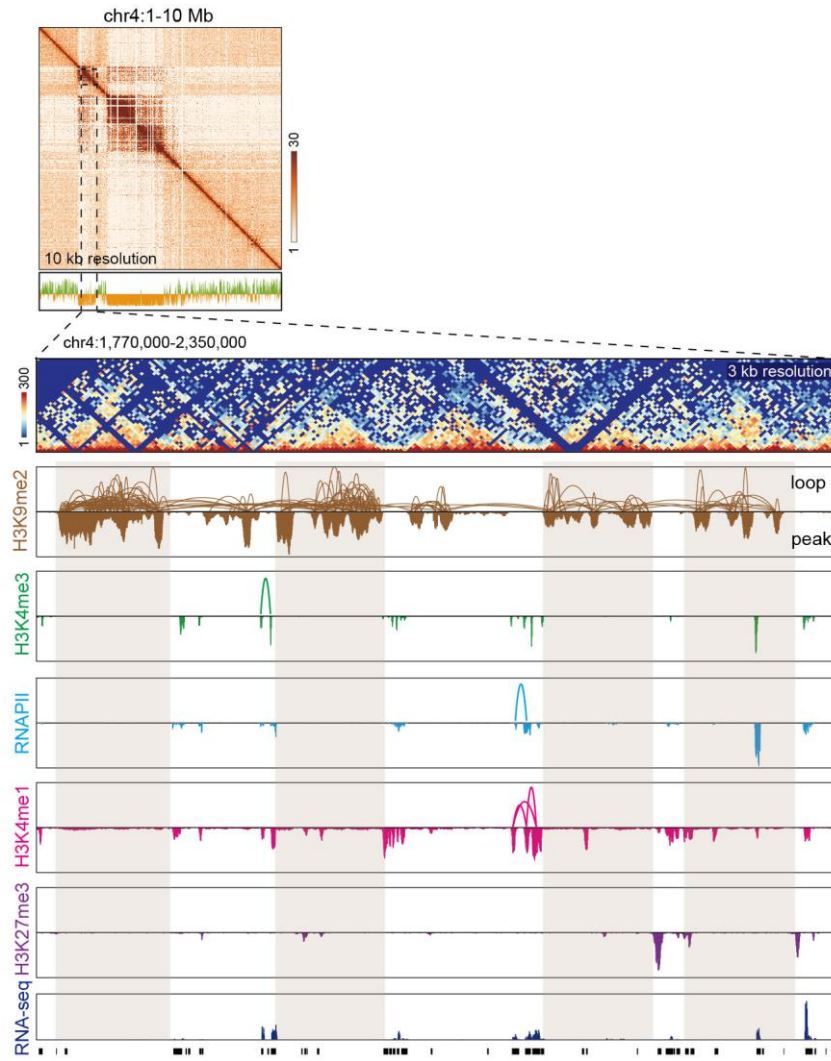 chr4:1-10 Mb
30
1
10 kb resolution
chr4:1,770,000-2,350,000
300
1
3 kb resolution
H3K9me2
loop
peak
H3K4me3
RNAPII
H3K4me1
H3K27me3
RNA-seq